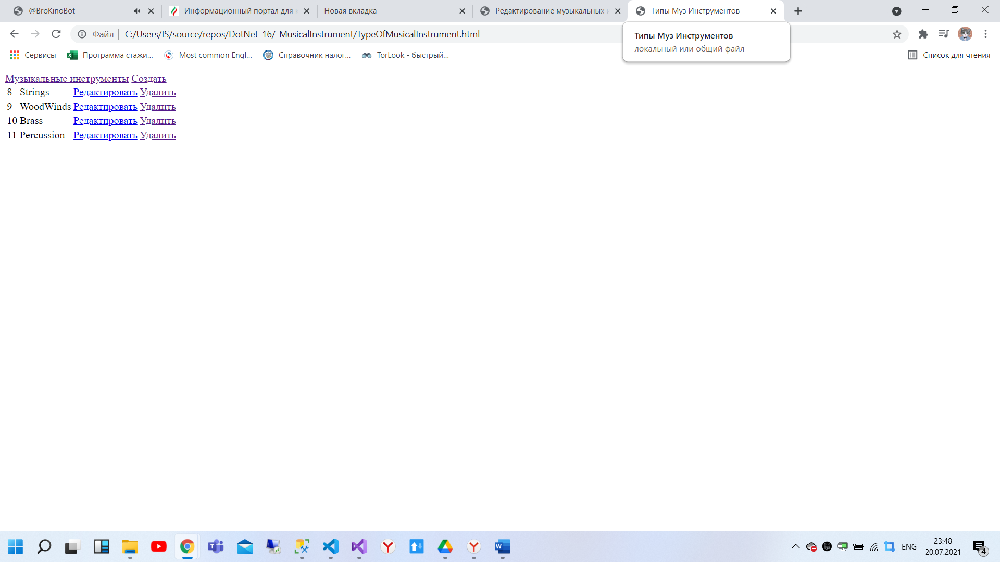 @BroKinoBot
Информационный портал для к
Новая вкладка
Редактирование музыкальных и
Типы Муз Инструментов
Файл
C:/Users/IS/source/repos/DotNet_16/_MusicalInstrument/TypeOfMusicalInstrument.html
Типы Муз Инструментов
локальный или общий файл
Сервисы
Программа стажи...
Most common Engl...
Справочник налог...
TorLook - быстрый...
Список для чтения
Музыкальные инструменты Создать
8 Strings Редактировать Удалить
9 WoodWinds Редактировать Удалить
10 Brass Редактировать Удалить
11 Percussion Редактировать Удалить
ENG
23:48
20.07.2021
4